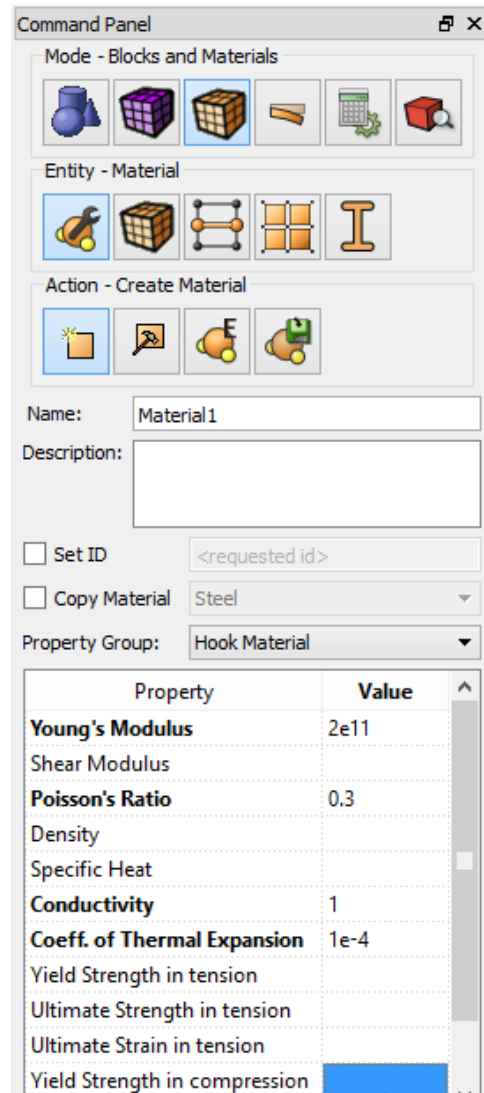 Command Panel
Mode - Blocks and Materials
Entity - Material
Action - Create Material
E
Name: Material1
Description:
Set ID <requested id>
Copy Material Steel
Property Group: Hook Material
Property Value
Young's Modulus 2e11
Shear Modulus
Poisson's Ratio 0.3
Density
Specific Heat
Conductivity 1
Coeff. of Thermal Expansion 1e-4
Yield Strength in tension
Ultimate Strength in tension
Ultimate Strain in tension
Yield Strength in compression